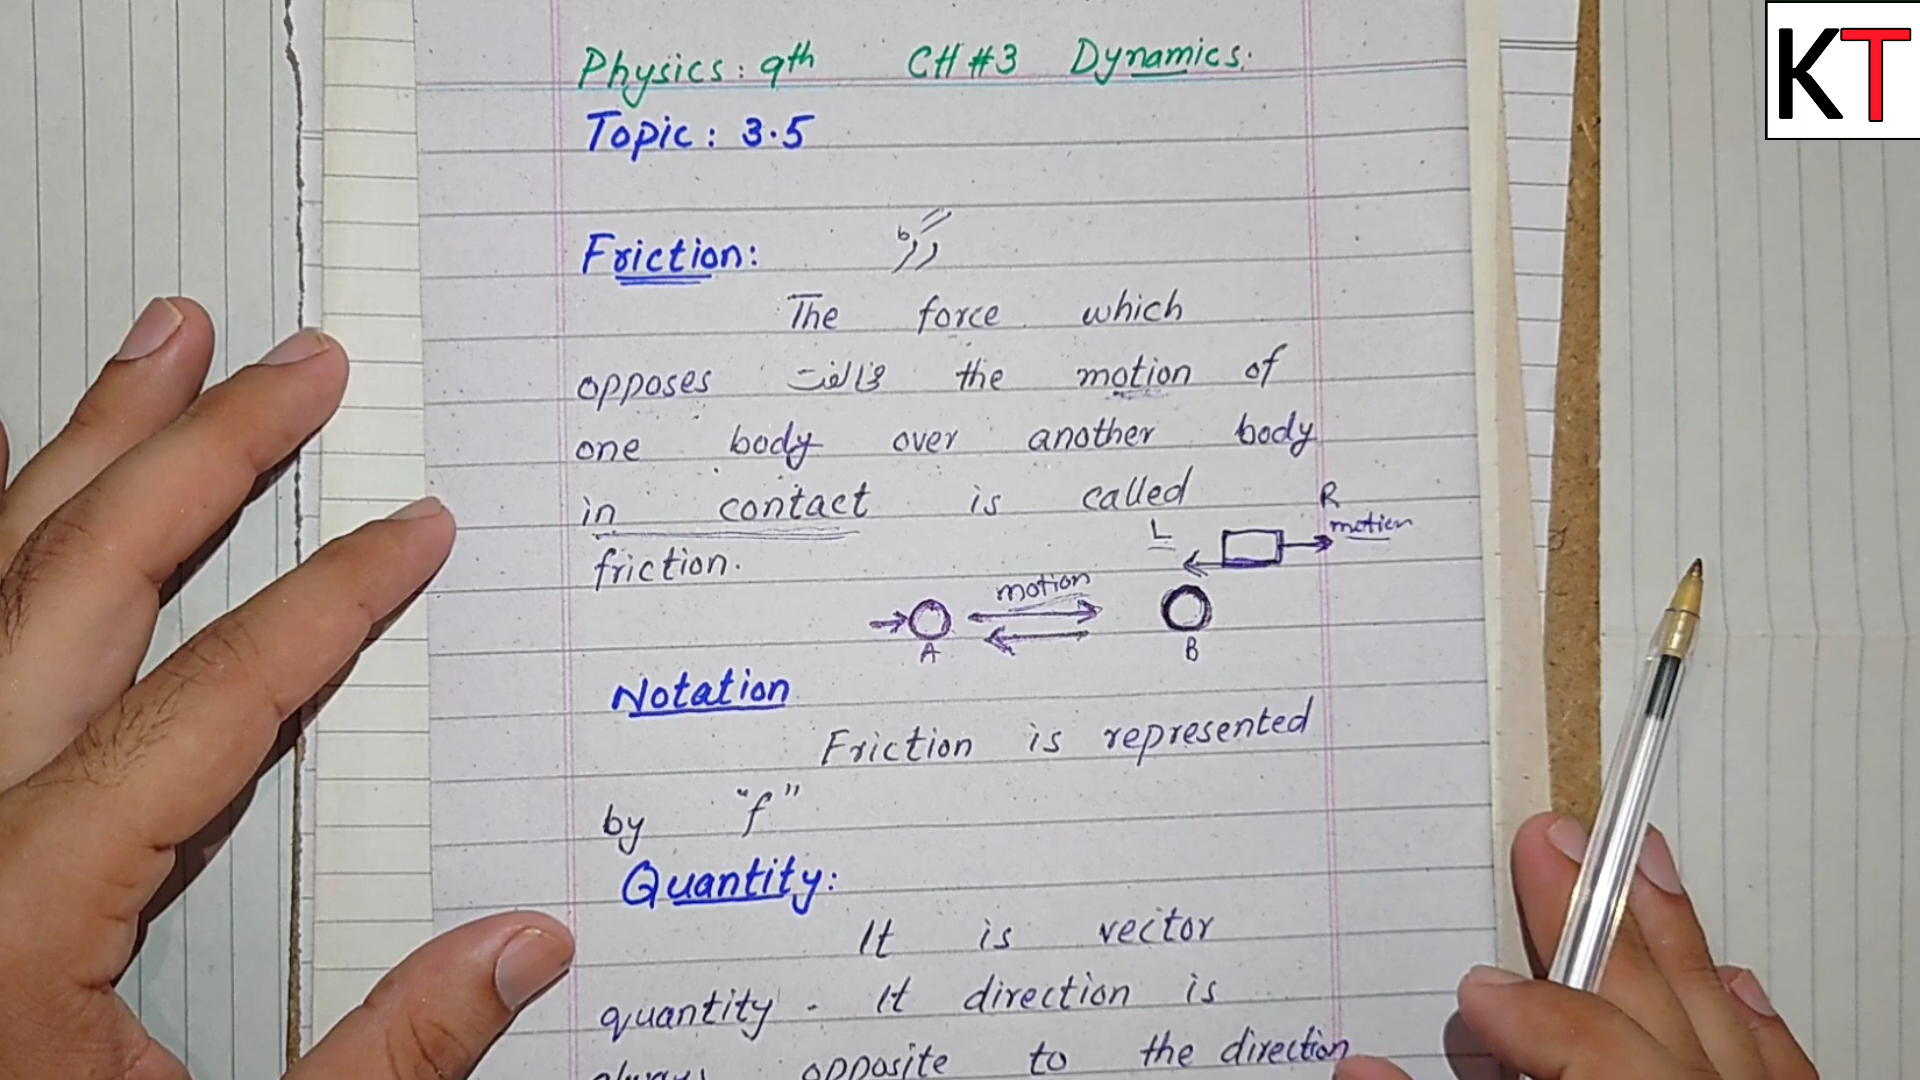 KT
Physics: 9th CH #3 Dynamics.
Topic: 3.5
Friction: رگڑ
The force which
opposes مخالفت the motion of
one body over another body
in contact is called
friction.
L R
motion
motion
A B
Notation
Friction is represented
by "f"
Quantity:
It is vector
quantity. It direction is
always opposite to the direction